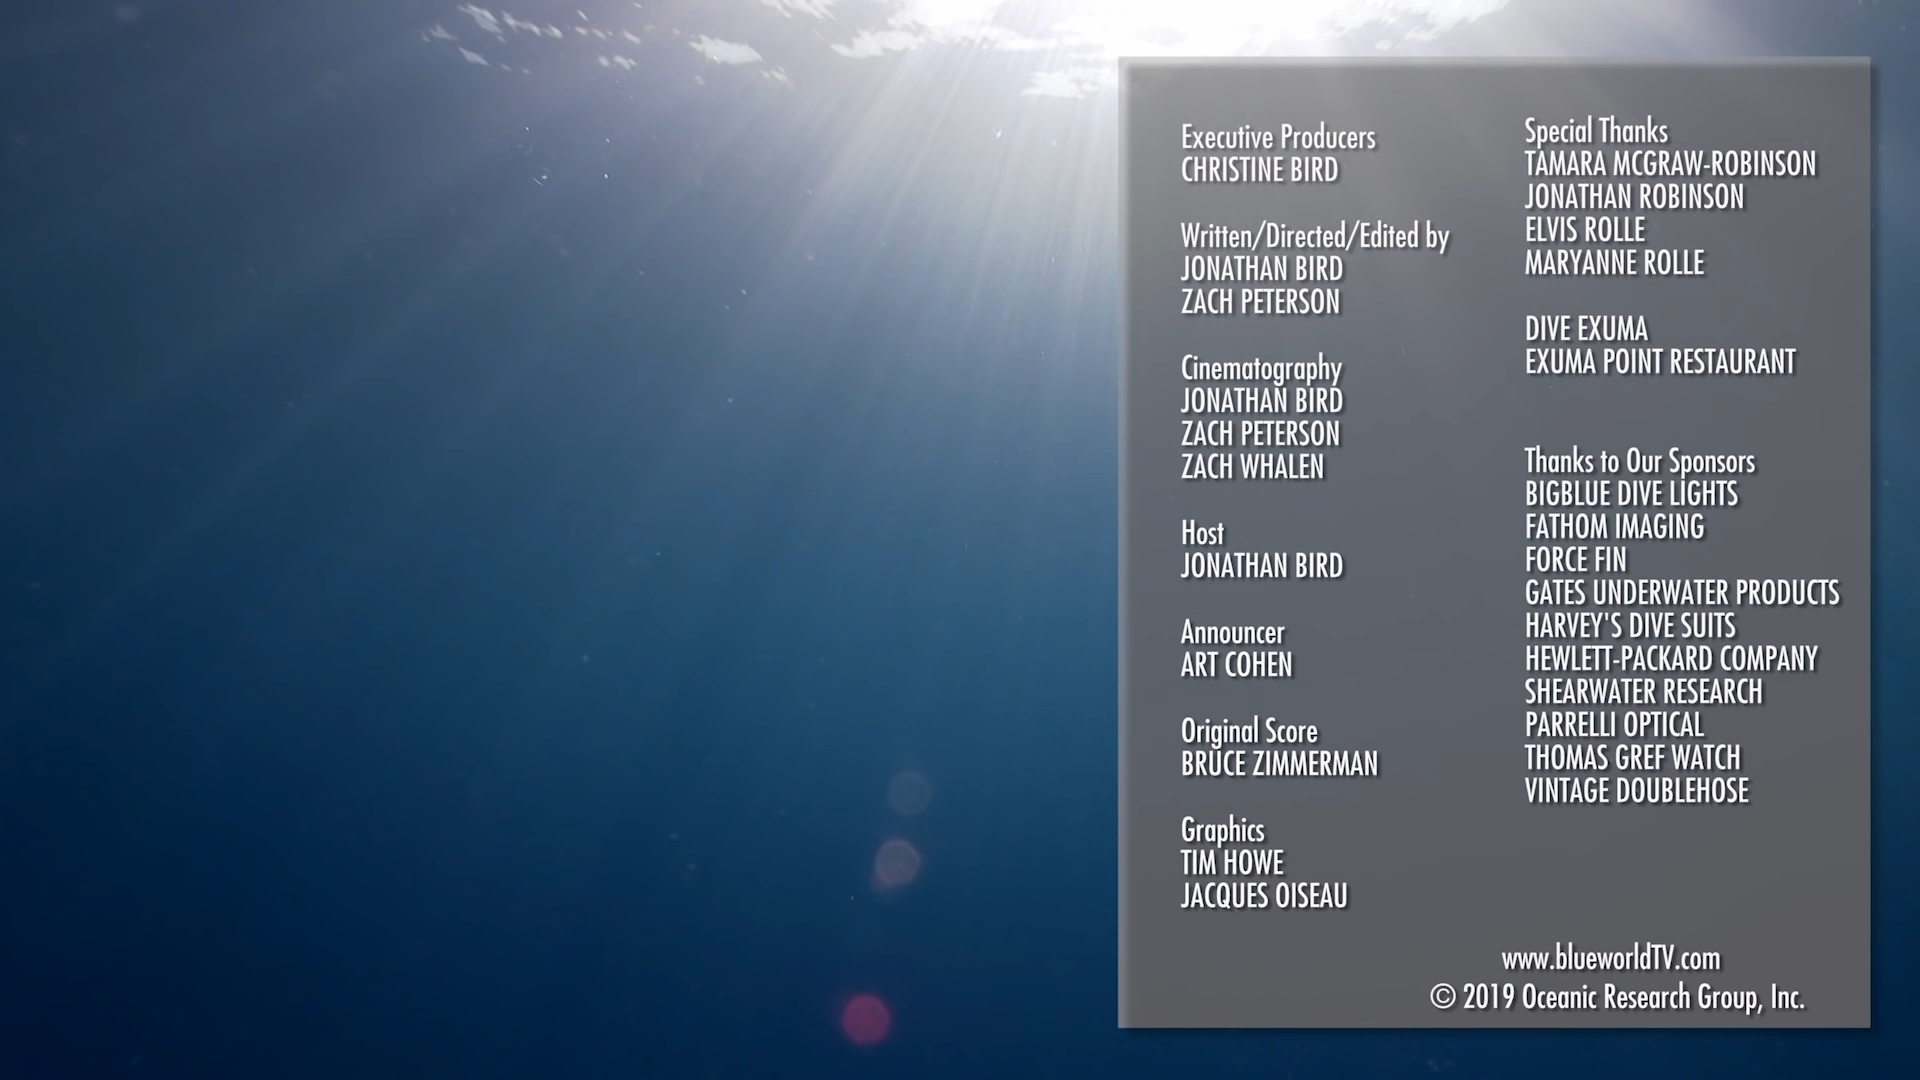 Executive Producers
CHRISTINE BIRD
Written/Directed/Edited by
JONATHAN BIRD
ZACH PETERSON
Cinematography
JONATHAN BIRD
ZACH PETERSON
ZACH WHALEN
Host
JONATHAN BIRD
Announcer
ART COHEN
Original Score
BRUCE ZIMMERMAN
Graphics
TIM HOWE
JACQUES OISEAU
Special Thanks
TAMARA MCGRAW-ROBINSON
JONATHAN ROBINSON
ELVIS ROLLE
MARYANNE ROLLE
DIVE EXUMA
EXUMA POINT RESTAURANT
Thanks to Our Sponsors
BIGBLUE DIVE LIGHTS
FATHOM IMAGING
FORCE FIN
GATES UNDERWATER PRODUCTS
HARVEY'S DIVE SUITS
HEWLETT-PACKARD COMPANY
SHEARWATER RESEARCH
PARRELLI OPTICAL
THOMAS GREF WATCH
VINTAGE DOUBLEHOSE
www.blueworldTV.com
© 2019 Oceanic Research Group, Inc.